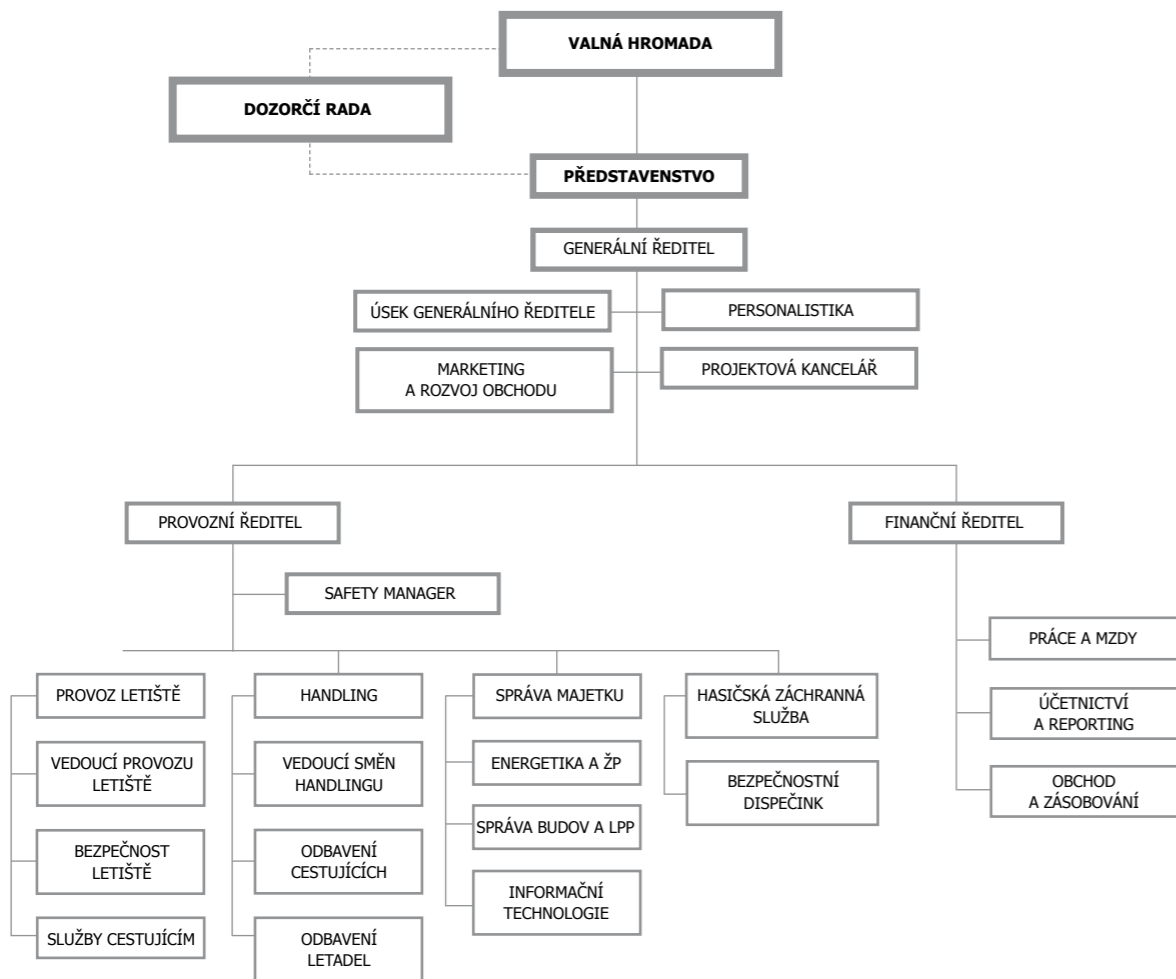 VALNÁ HROMADA
DOZORČÍ RADA
PŘEDSTAVENSTVO
GENERÁLNÍ ŘEDITEL
ÚSEK GENERÁLNÍHO ŘEDITELE
PERSONALISTIKA
MARKETING
A ROZVOJ OBCHODU
PROJEKTOVÁ KANCELÁŘ
PROVOZNÍ ŘEDITEL
FINANČNÍ ŘEDITEL
SAFETY MANAGER
PROVOZ LETIŠTĚ
VEDOUCÍ PROVOZU
LETIŠTĚ
BEZPEČNOST
LETIŠTĚ
SLUŽBY CESTUJÍCÍM
HANDLING
VEDOUCÍ SMĚN
HANDLINGU
ODBAVENÍ
CESTUJÍCÍCH
ODBAVENÍ
LETADEL
SPRÁVA MAJETKU
ENERGETIKA A ŽP
SPRÁVA BUDOV A LPP
INFORMAČNÍ
TECHNOLOGIE
HASIČSKÁ ZÁCHRANNÁ
SLUŽBA
BEZPEČNOSTNÍ
DISPEČINK
PRÁCE A MZDY
ÚČETNICTVÍ
A REPORTING
OBCHOD
A ZÁSOBOVÁNÍ